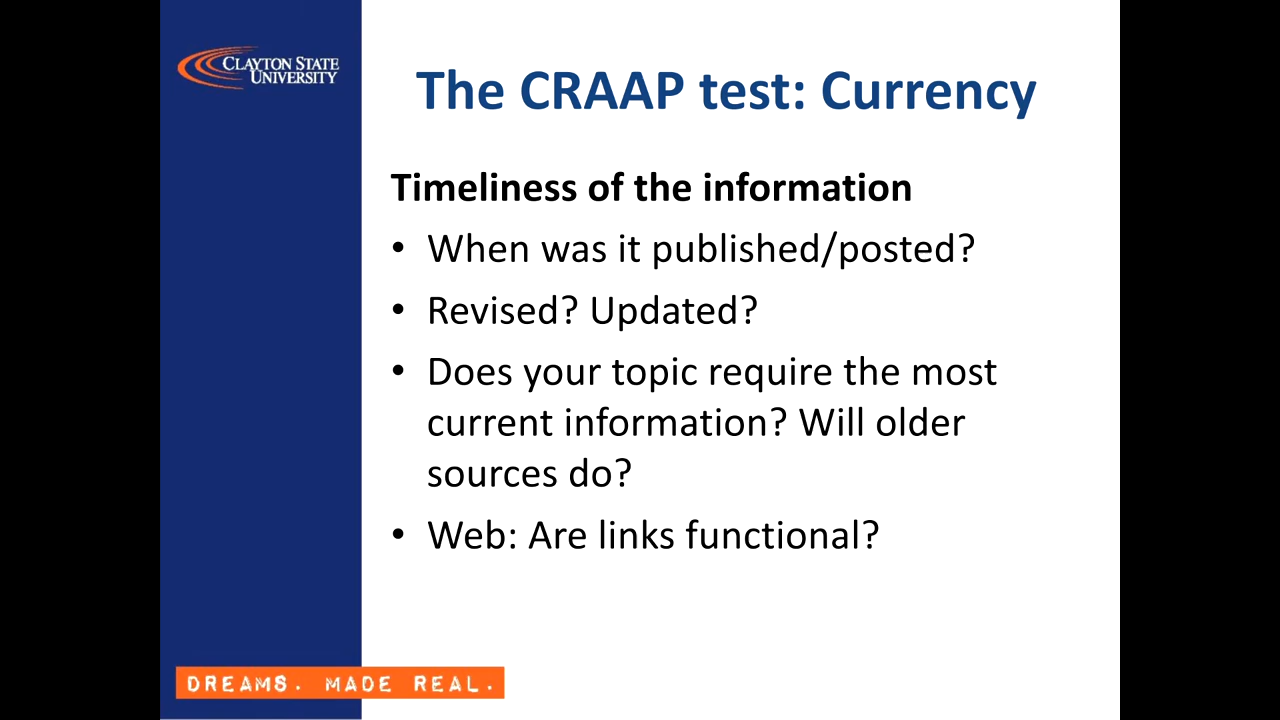 CLAYTON STATE
UNIVERSITY
The CRAAP test: Currency
Timeliness of the information
• When was it published/posted?
• Revised? Updated?
• Does your topic require the most
current information? Will older
sources do?
• Web: Are links functional?
DREAMS. MADE REAL.